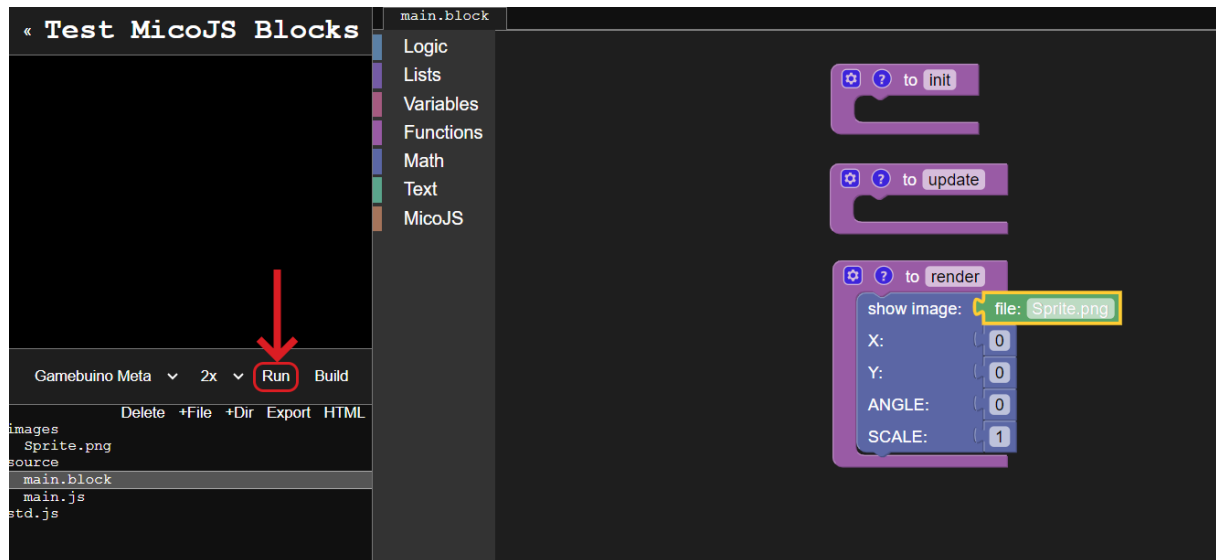 « Test MicoJS Blocks
main.block
Logic
Lists
Variables
Functions
Math
Text
MicoJS
? to init
? to update
? to render
show image: file: Sprite.png
X: 0
Y: 0
ANGLE: 0
SCALE: 1
Gamebuino Meta 2x Run Build
Delete +File +Dir Export HTML
images
Sprite.png
source
main.block
main.js
std.js